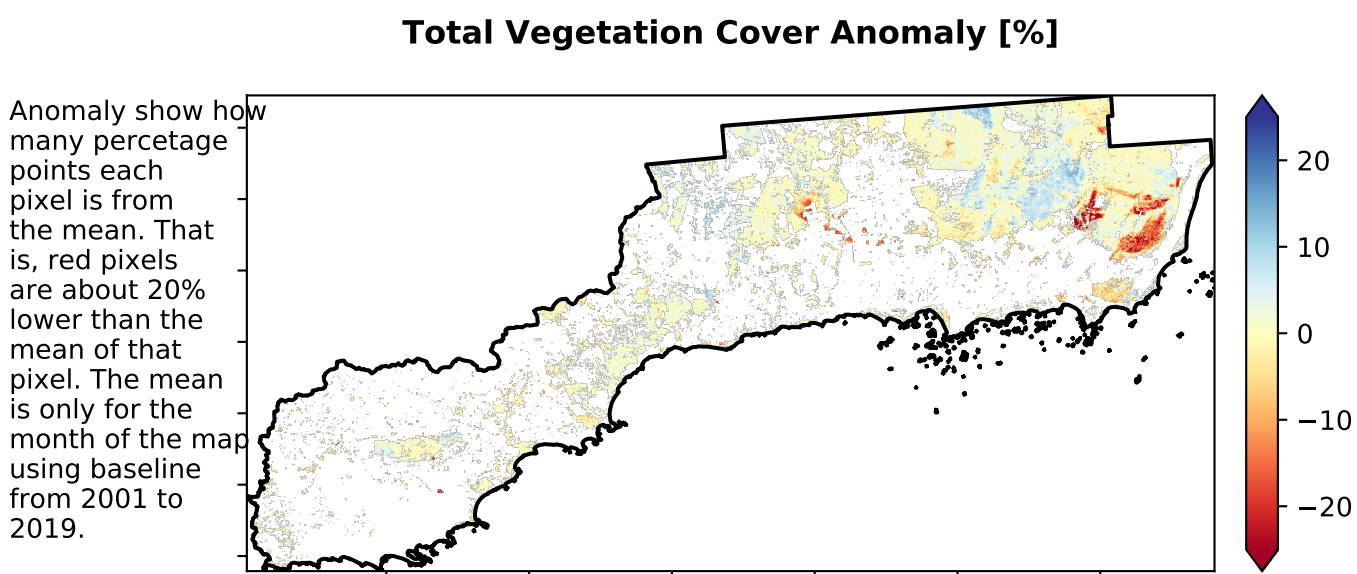 Total Vegetation Cover Anomaly [%]
Anomaly show how
many percetage
points each
pixel is from
the mean. That
is, red pixels
are about 20%
lower than the
mean of that
pixel. The mean
is only for the
month of the map
using baseline
from 2001 to
2019.
20
10
0
−10
−20